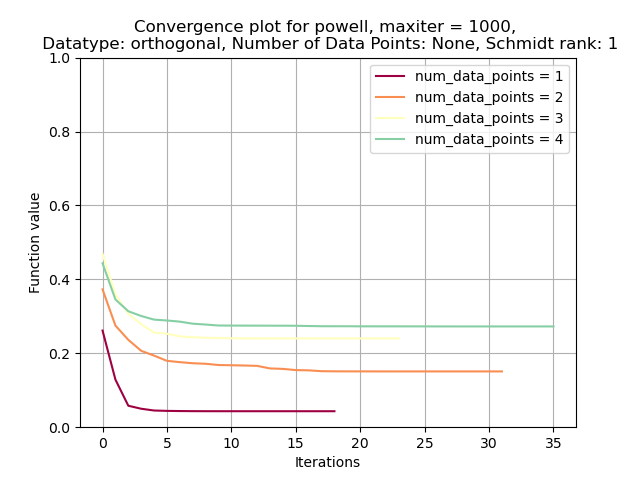 Convergence plot for powell, maxiter = 1000,
Datatype: orthogonal, Number of Data Points: None, Schmidt rank: 1
1.0
0.8
0.6
0.4
0.2
0.0
Function value
num_data_points = 1
num_data_points = 2
num_data_points = 3
num_data_points = 4
0 5 10 15 20 25 30 35
Iterations